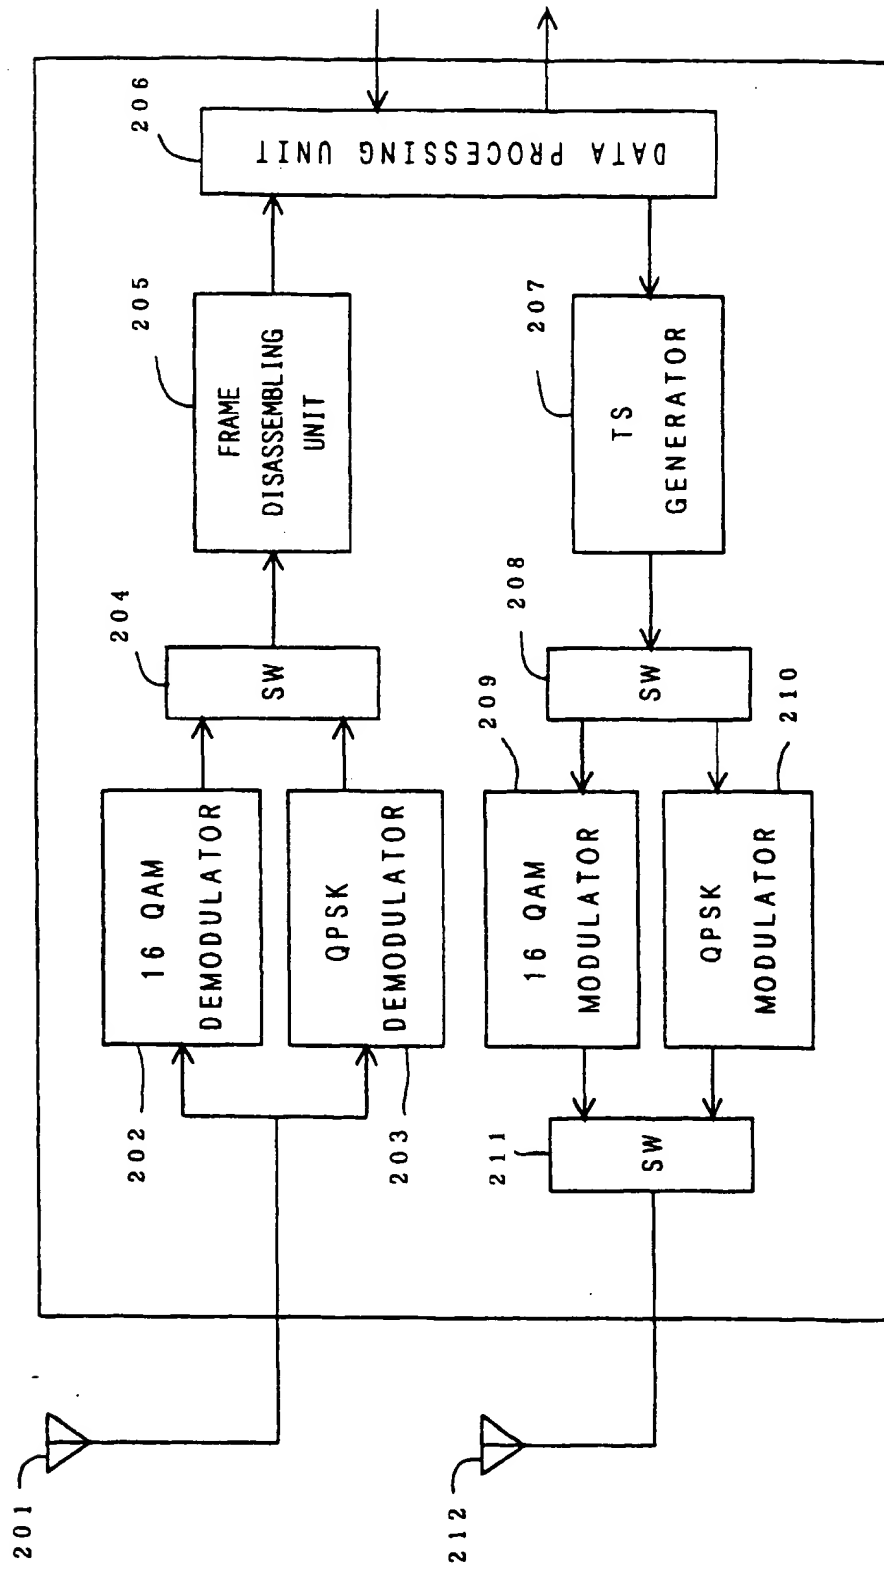 201
202
16 QAM
DEMODULATOR
203
QPSK
DEMODULATOR
204
SW
205
FRAME
DISASSEMBLING
UNIT
206
DATA PROCESSING UNIT
207
TS
GENERATOR
208
SW
209
16 QAM
MODULATOR
210
QPSK
MODULATOR
211
SW
212